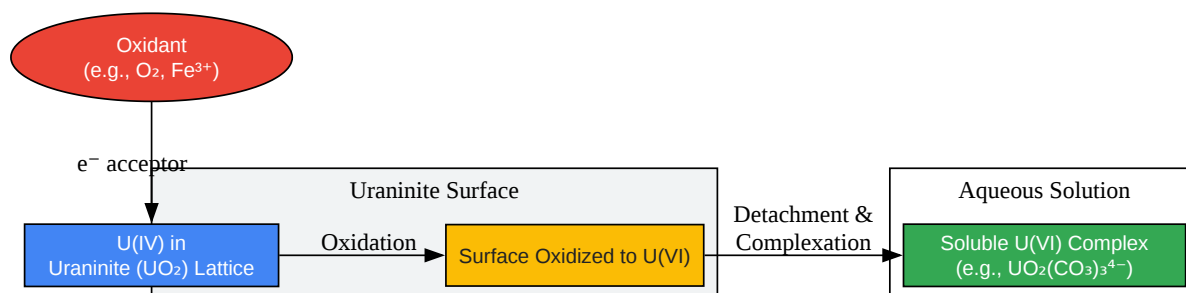 Oxidant
(e.g., O₂, Fe³⁺)
e⁻ acceptor
Uraninite Surface
Aqueous Solution
U(IV) in
Uraninite (UO₂) Lattice
Oxidation
Surface Oxidized to U(VI)
Detachment &
Complexation
Soluble U(VI) Complex
(e.g., UO₂(CO₃)₃⁴⁻)